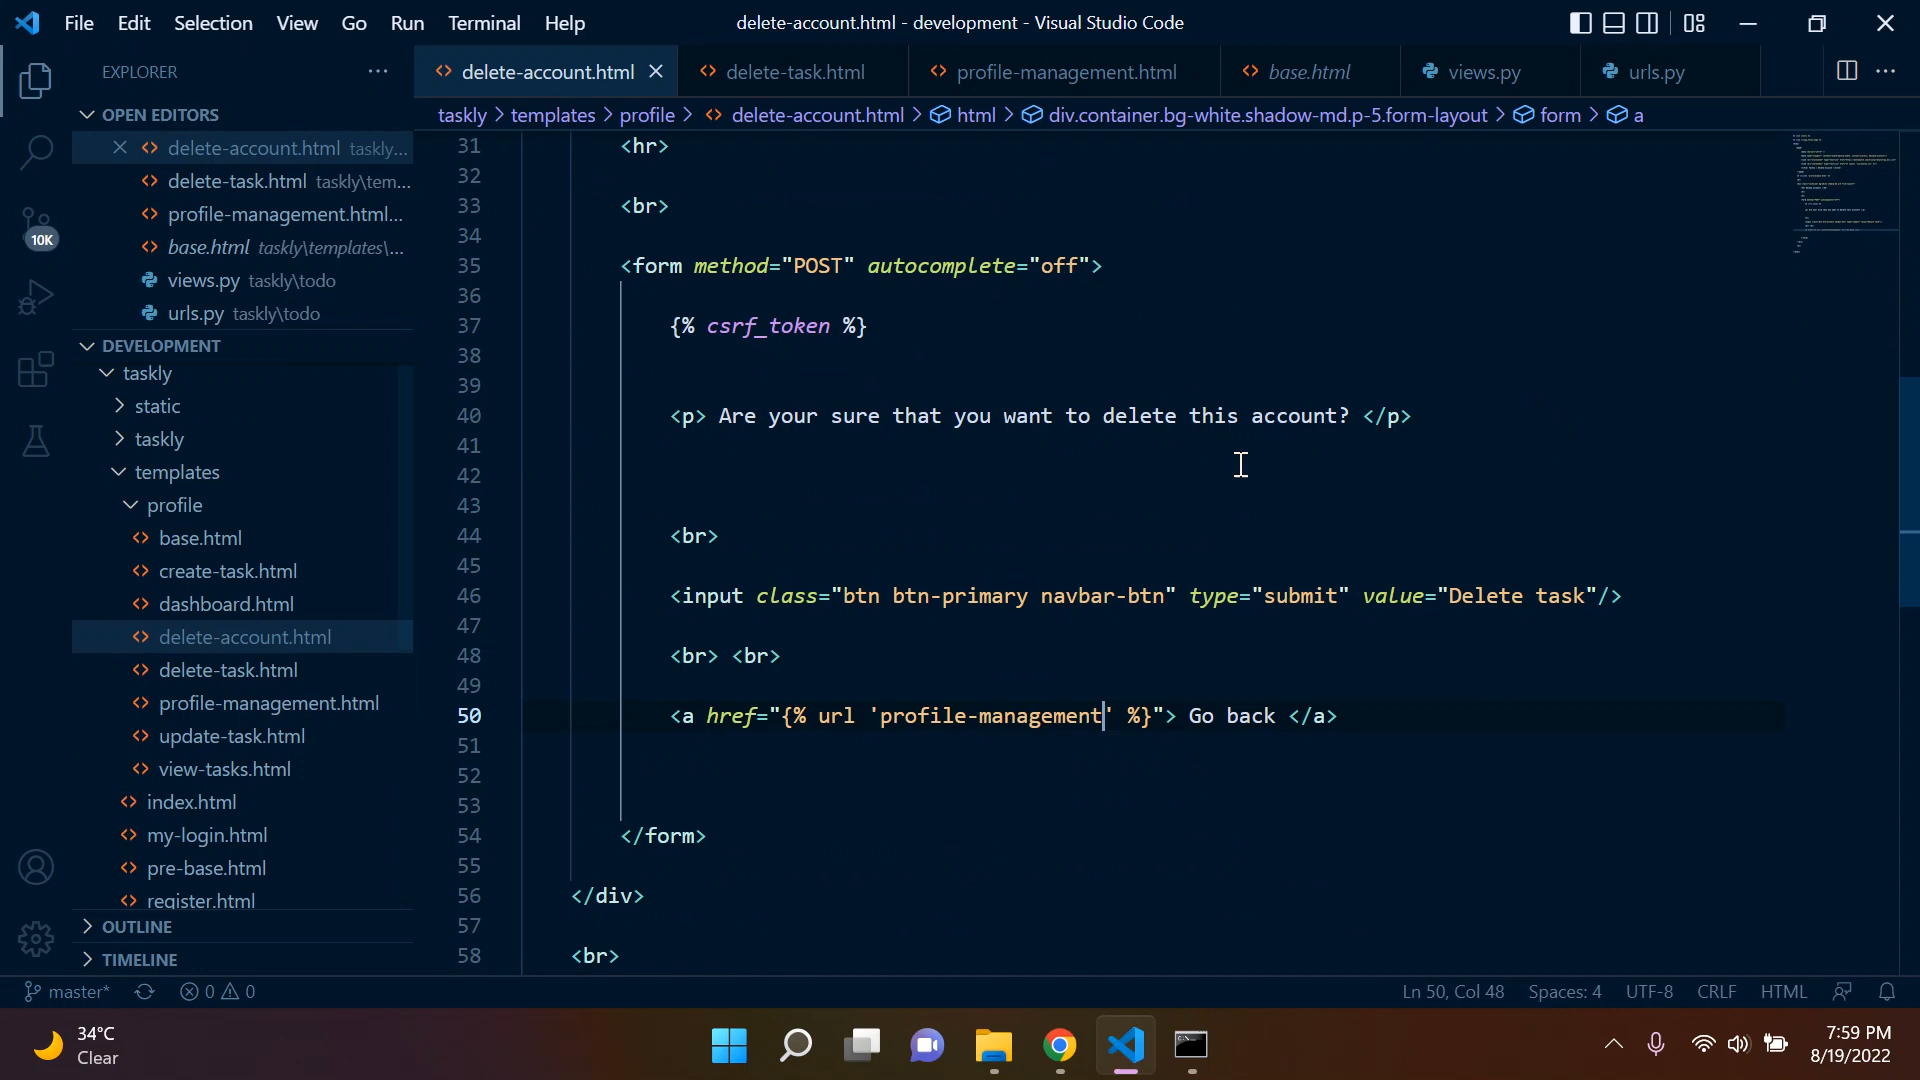 File Edit Selection View Go Run Terminal Help
delete-account.html - development - Visual Studio Code
EXPLORER
delete-account.html
delete-task.html
profile-management.html
base.html
views.py
urls.py
taskly > templates > profile > delete-account.html > html > div.container.bg-white.shadow-md.p-5.form-layout > form > a
OPEN EDITORS
delete-account.html taskly...
delete-task.html taskly\tem...
profile-management.html...
base.html taskly\templates\...
views.py taskly\todo
urls.py taskly\todo
DEVELOPMENT
taskly
static
taskly
templates
profile
base.html
create-task.html
dashboard.html
delete-account.html
delete-task.html
profile-management.html
update-task.html
view-tasks.html
index.html
my-login.html
pre-base.html
register.html
OUTLINE
TIMELINE
10K
31 <hr>
32
33 <br>
34
35 <form method="POST" autocomplete="off">
36
37 {% csrf_token %}
38
39
40 <p> Are your sure that you want to delete this account? </p>
41
42
43
44 <br>
45
46 <input class="btn btn-primary navbar-btn" type="submit" value="Delete task"/>
47
48 <br> <br>
49
50 <a href="{% url 'profile-management' %}"> Go back </a>
51
52
53
54 </form>
55
56 </div>
57
58 <br>
master* 0 0
Ln 50, Col 48 Spaces: 4 UTF-8 CRLF HTML
34°C
Clear
7:59 PM
8/19/2022